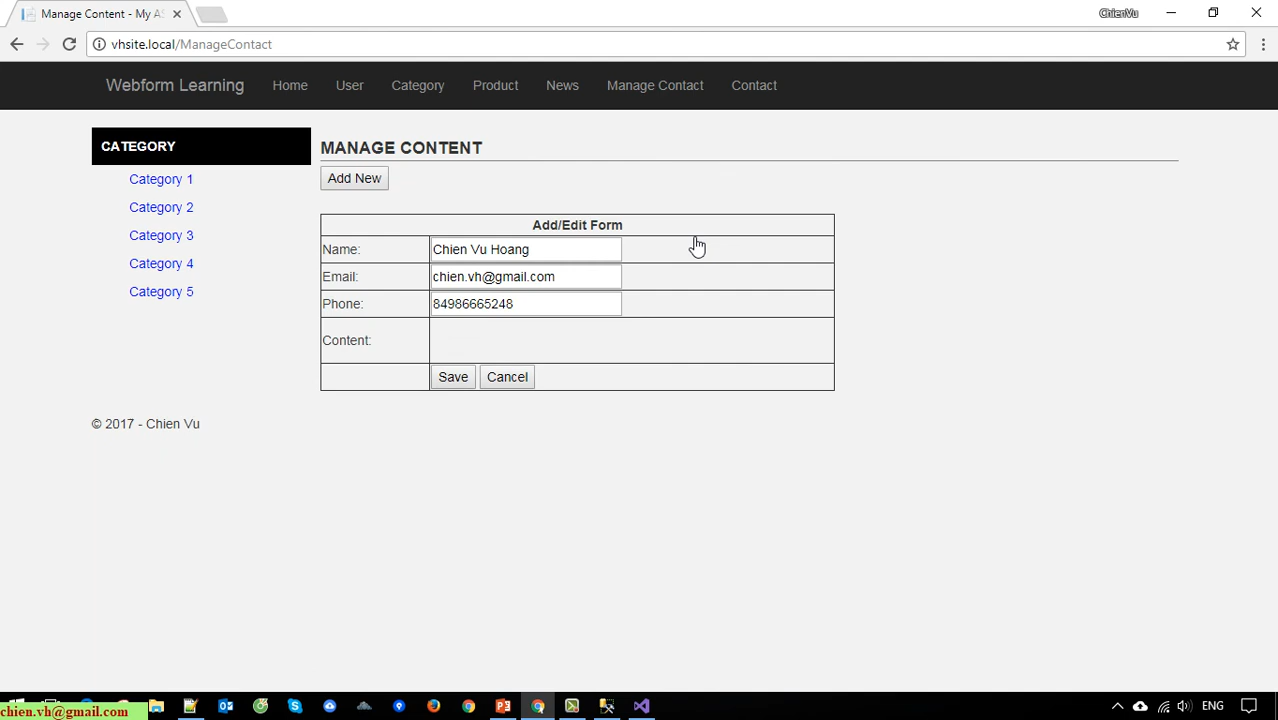 Manage Content - My AS
ChienVu
vhsite.local/ManageContact
Webform Learning Home User Category Product News Manage Contact Contact
CATEGORY
Category 1
Category 2
Category 3
Category 4
Category 5
MANAGE CONTENT
Add New
Add/Edit Form
Name: Chien Vu Hoang
Email: chien.vh@gmail.com
Phone: 84986665248
Content:
Save Cancel
© 2017 - Chien Vu
chien.vh@gmail.com
ENG